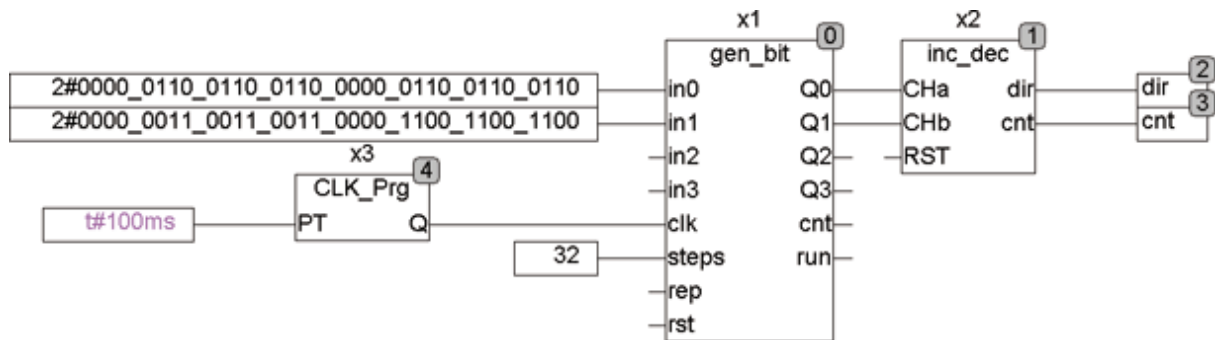 x1
x2
0
1
gen_bit
inc_dec
2
2#0000_0110_0110_0110_0000_0110_0110_0110
in0
Q0
CHa
dir
dir
3
2#0000_0011_0011_0011_0000_1100_1100_1100
in1
Q1
CHb
cnt
cnt
x3
in2
Q2
RST
4
CLK_Prg
in3
Q3
t#100ms
PT
Q
clk
cnt
32
steps
run
rep
rst